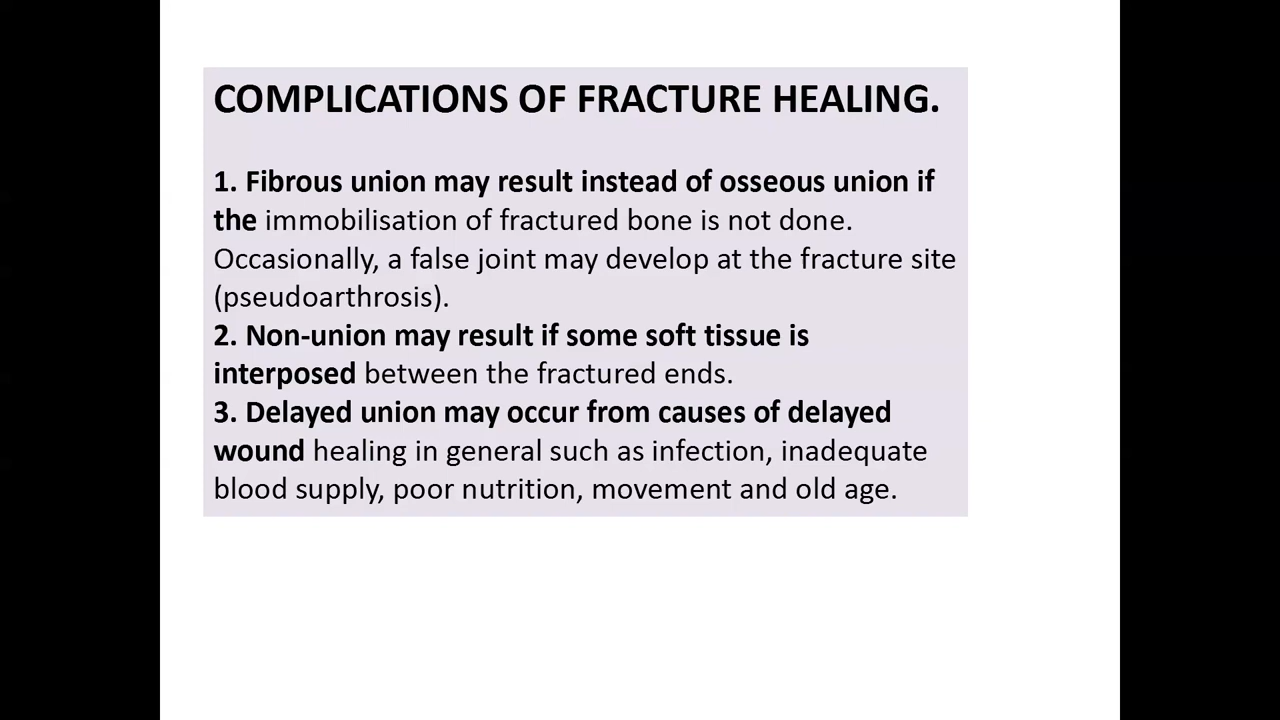 COMPLICATIONS OF FRACTURE HEALING.
1. Fibrous union may result instead of osseous union if
the immobilisation of fractured bone is not done.
Occasionally, a false joint may develop at the fracture site
(pseudoarthrosis).
2. Non-union may result if some soft tissue is
interposed between the fractured ends.
3. Delayed union may occur from causes of delayed
wound healing in general such as infection, inadequate
blood supply, poor nutrition, movement and old age.